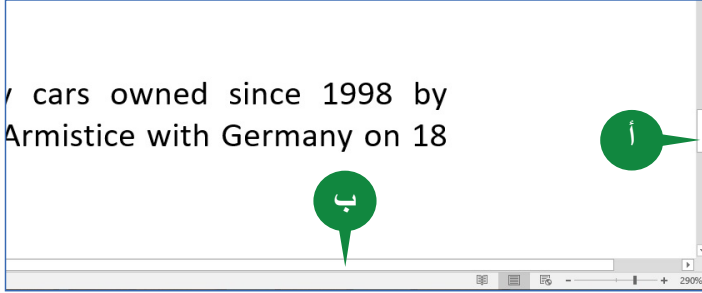 cars owned since 1998 by
Armistice with Germany on 18
أ
ب
290%